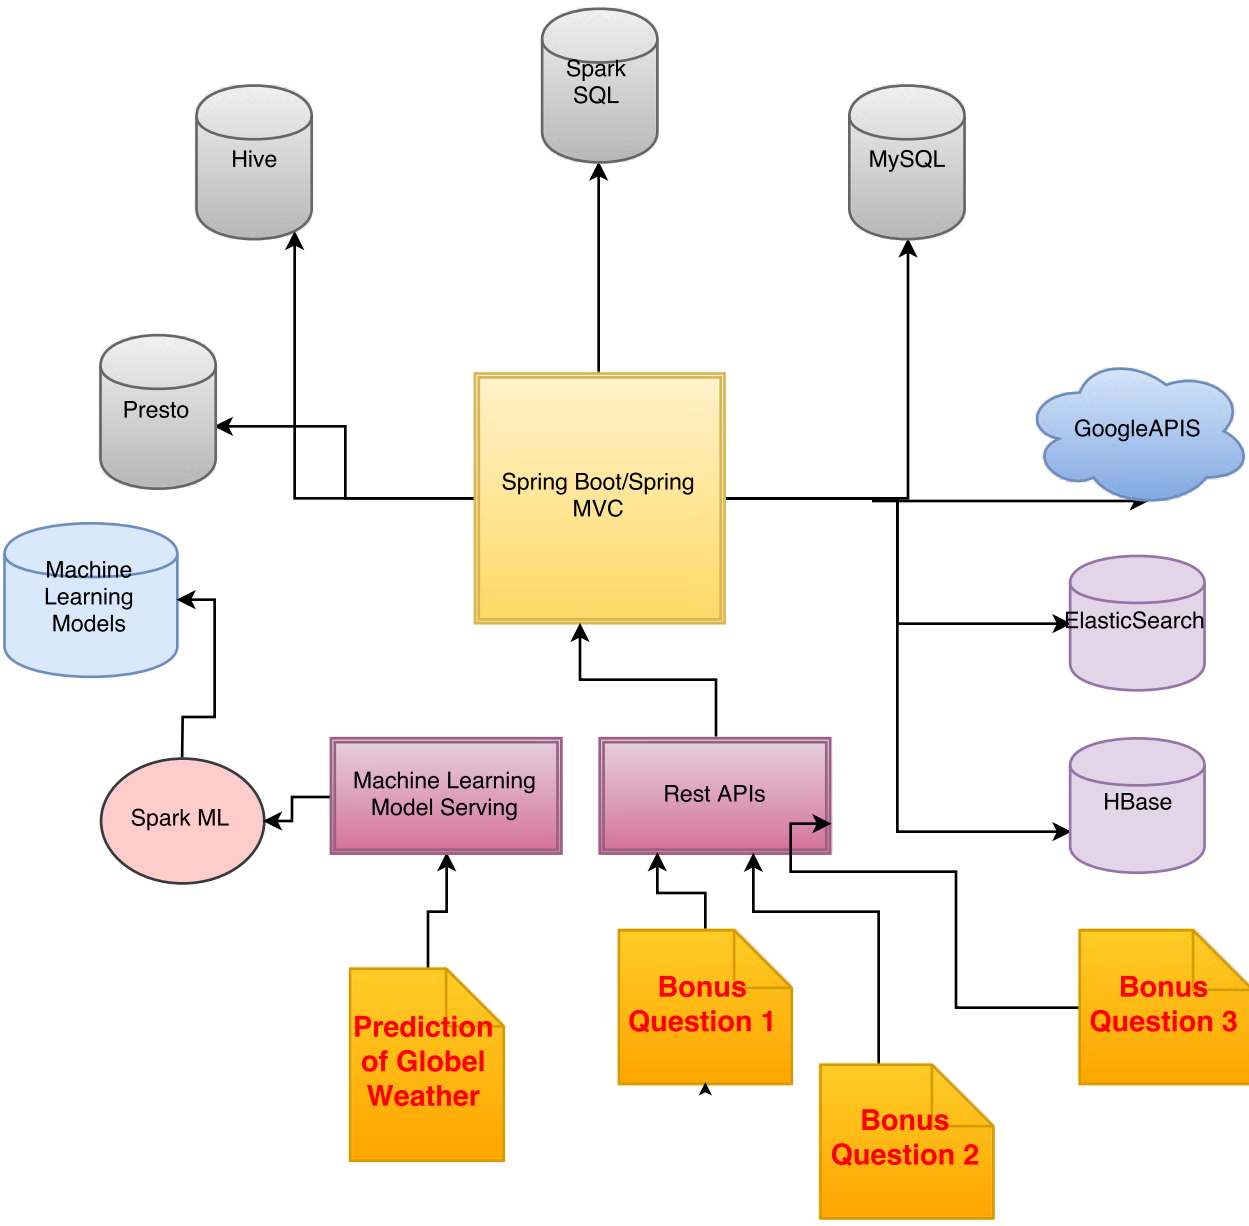 Spark
SQL
Hive
MySQL
Presto
GoogleAPIS
Spring Boot/Spring
MVC
Machine
Learning
Models
ElasticSearch
Machine Learning
Model Serving
Rest APIs
HBase
Spark ML
Bonus
Question 1
Bonus
Question 3
Prediction
of Globel
Weather
Bonus
Question 2